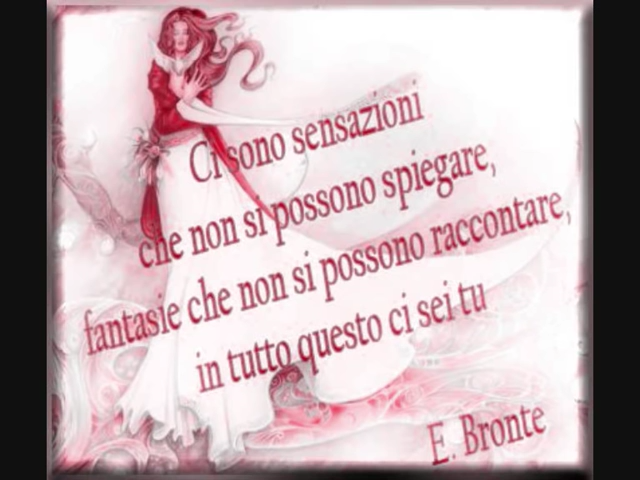 Ci sono sensazioni
che non si possono spiegare,
fantasie che non si possono raccontare,
in tutto questo ci sei tu
E. Bronte